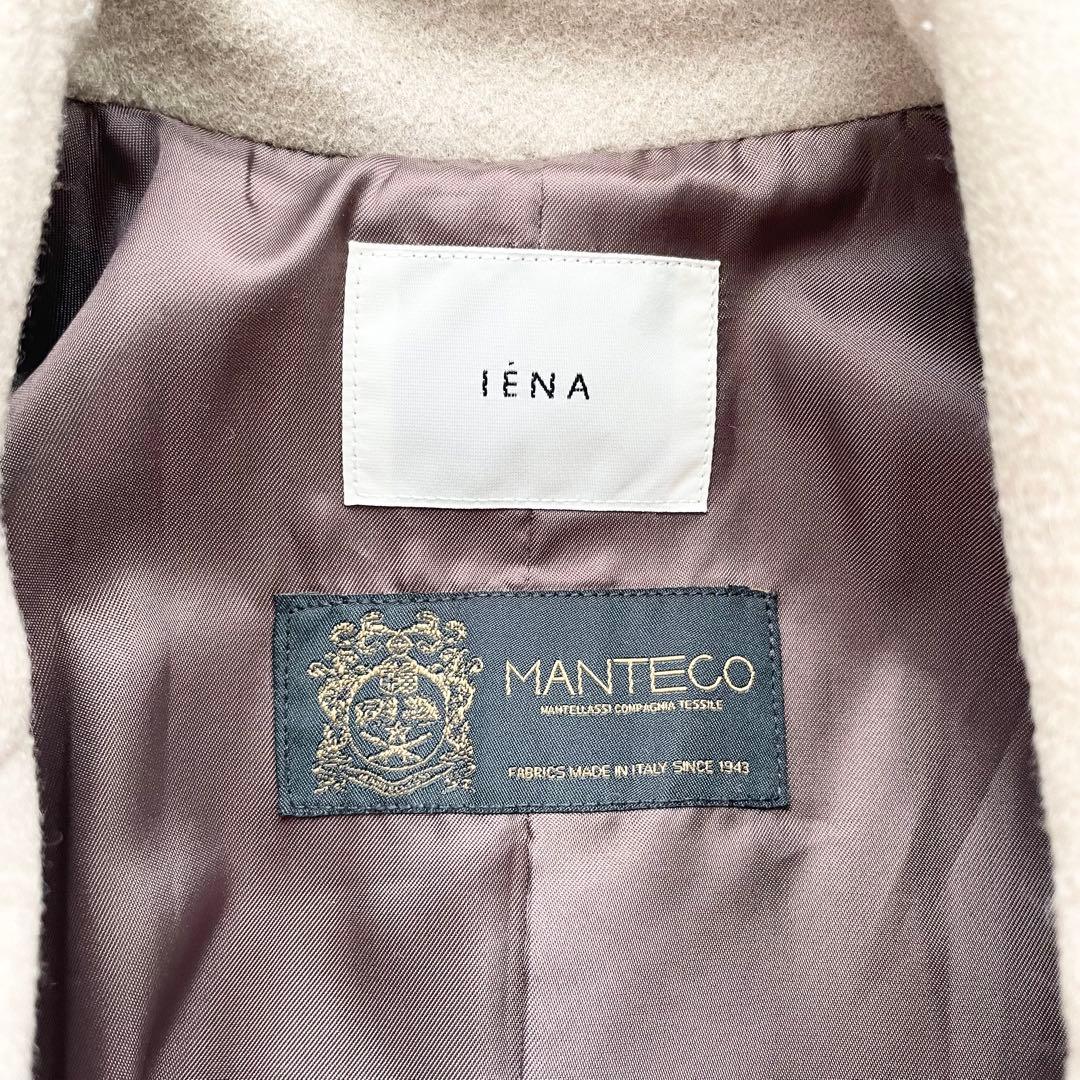 IÉNA
MANTECO
MANTELLASSI COMPAGNIA TESSILE
FABRICS MADE IN ITALY SINCE 1943